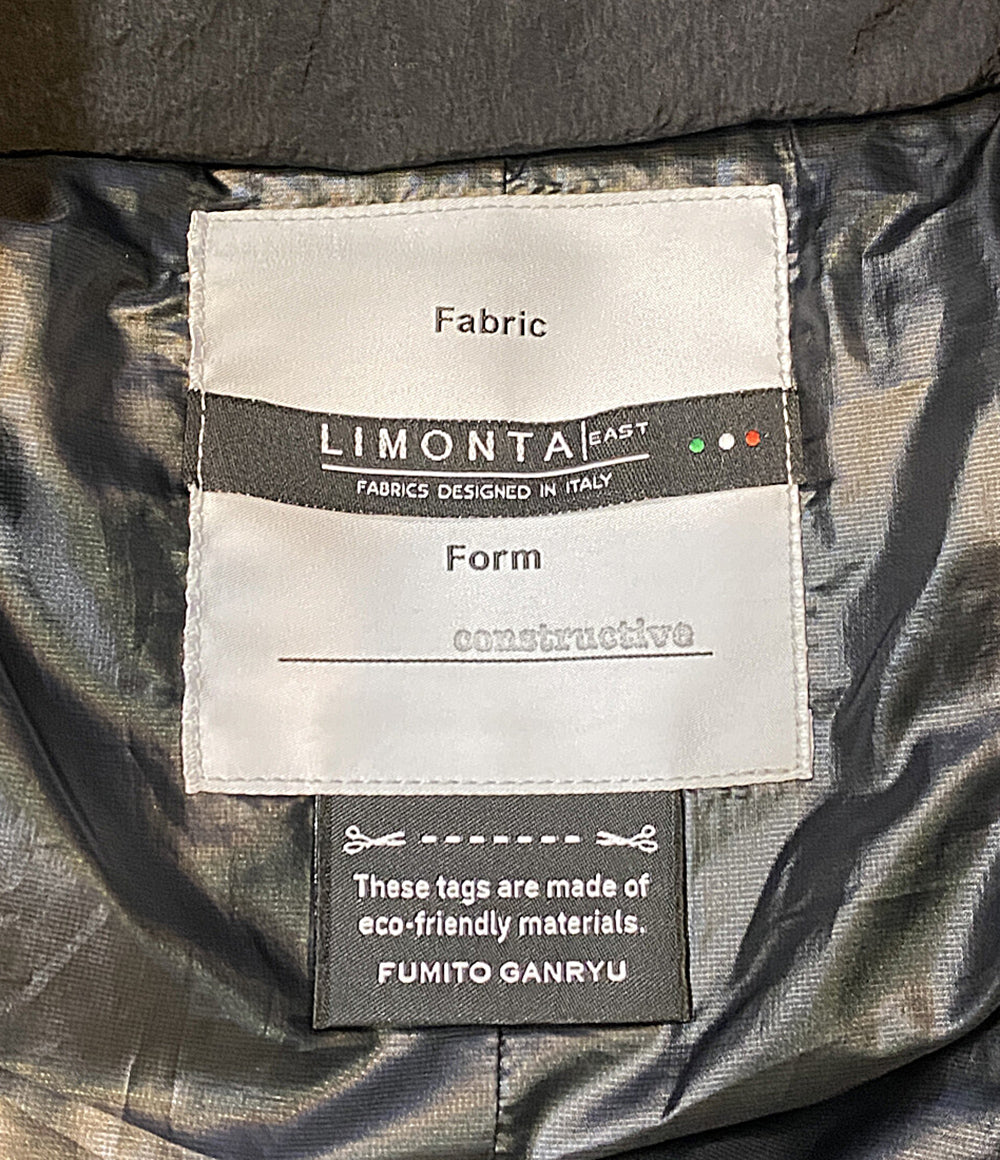 Fabric
LIMONTA|EAST
FABRICS DESIGNED IN ITALY
Form
constructive
These tags are made of
eco-friendly materials.
FUMITO GANRYU